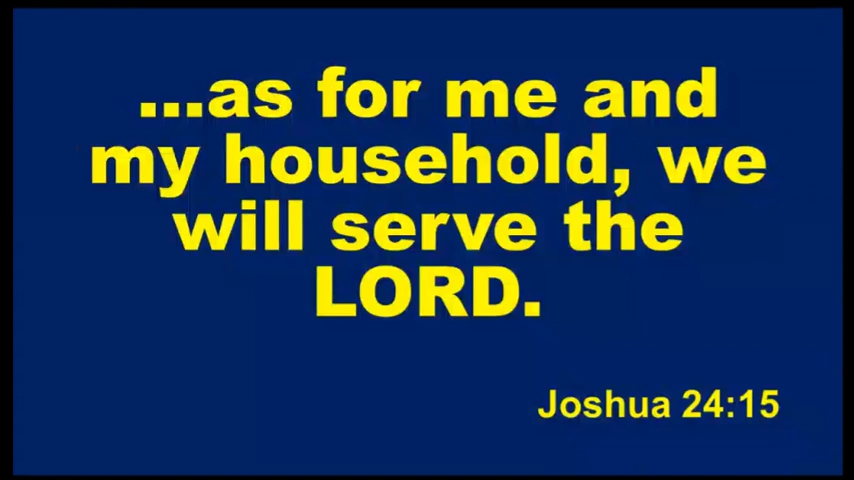 ...as for me and
my household, we
will serve the
LORD.
Joshua 24:15